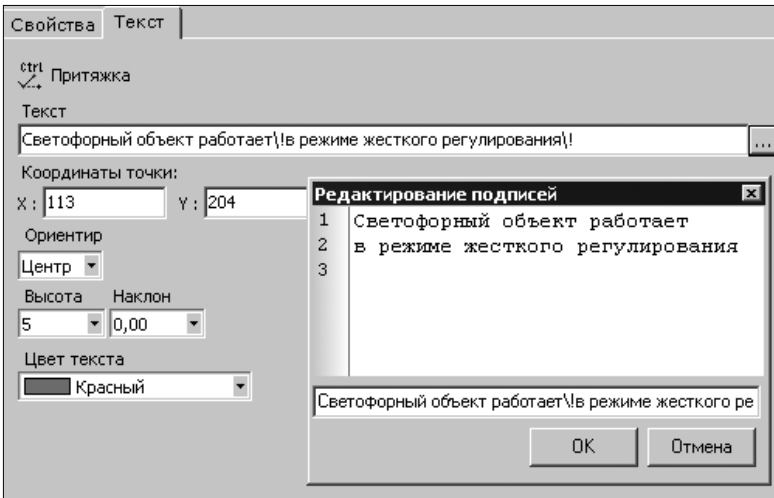 Свойства Текст
ctrl Притяжка
Текст
Светофорный объект работает\!в режиме жесткого регулирования\! ...
Координаты точки:
X : 113 Y : 204
Ориентир
Центр
Высота Наклон
5 0,00
Цвет текста
Красный
Редактирование подписей
1 Светофорный объект работает
2 в режиме жесткого регулирования
3
Светофорный объект работает\!в режиме жесткого ре
ОК Отмена